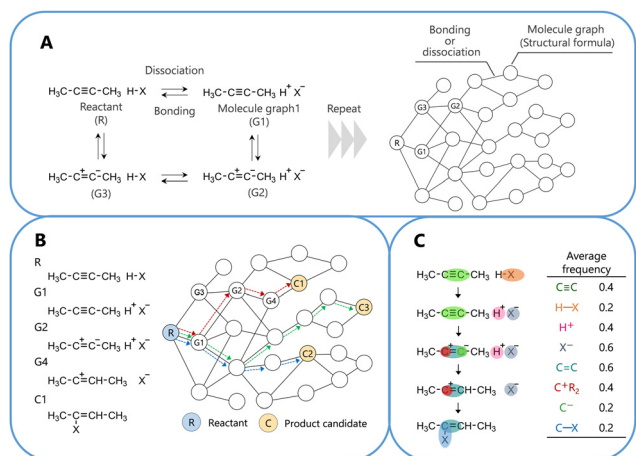 A
Dissociation
H₃C-C≡C-CH₃ H-X
H₃C-C≡C-CH₃ H⁺ X⁻
Reactant
(R)
Bonding
Molecule graph1
(G1)
H₃C-C⁺=C⁻-CH₃ H-X
(G3)
H₃C-C⁺=C⁻-CH₃ H⁺ X⁻
(G2)
Repeat
Bonding
or
dissociation
Molecule graph
(Structural formula)
G3
G2
R
G1
B
R
H₃C-C≡C-CH₃ H-X
G1
H₃C-C≡C-CH₃ H⁺ X⁻
G2
H₃C-C⁺=C⁻-CH₃ H⁺ X⁻
G4
H₃C-C⁺=CH-CH₃ X⁻
C1
H₃C-C=CH-CH₃
X
G3
G2
G4
C1
R
G1
C3
C2
R Reactant
C Product candidate
C
H₃C-C≡C-CH₃ H-X
H₃C-C≡C-CH₃ H⁺ X⁻
H₃C-C⁺=C⁻-CH₃ H⁺ X⁻
H₃C-C⁺=CH-CH₃ X⁻
H₃C-C=CH-CH₃
X
Average
frequency
C≡C 0.4
H—X 0.2
H⁺ 0.4
X⁻ 0.6
C=C 0.6
C⁺R₂ 0.4
C⁻ 0.2
C—X 0.2